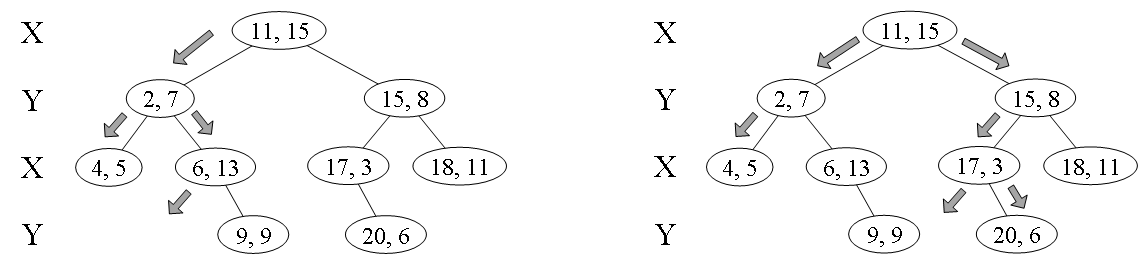 X 11, 15 X 11, 15
Y 2, 7 15, 8 Y 2, 7 15, 8
X 4, 5 6, 13 17, 3 18, 11 X 4, 5 6, 13 17, 3 18, 11
Y 9, 9 20, 6 Y 9, 9 20, 6